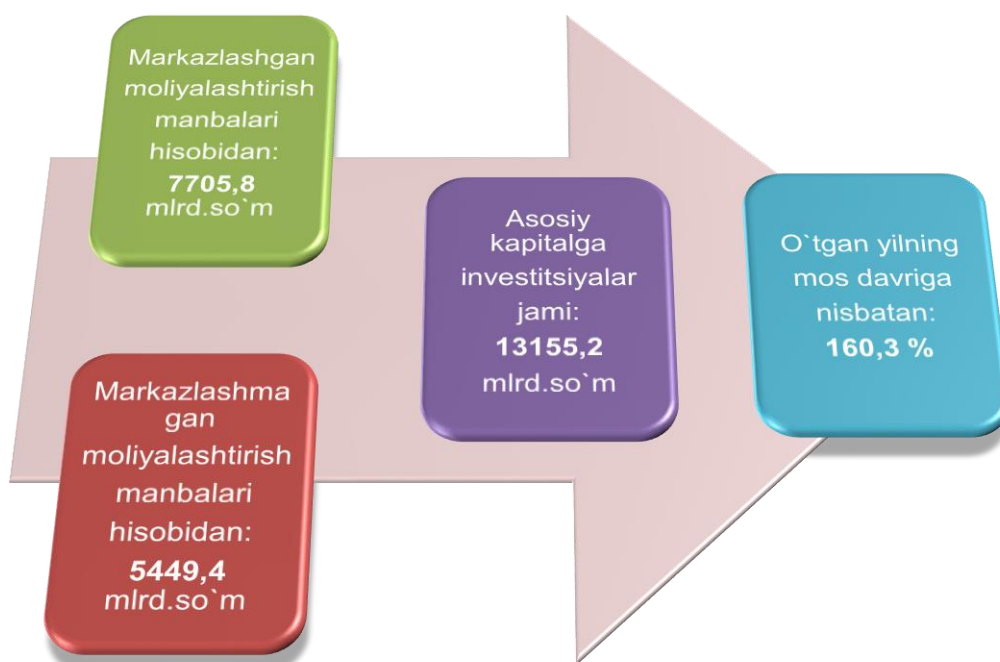 Markazlashgan
moliyalashtirish
manbalari
hisobidan:
7705,8
mlrd.so`m
Markazlashma
gan
moliyalashtirish
manbalari
hisobidan:
5449,4
mlrd.so`m
Asosiy
kapitalga
investitsiyalar
jami:
13155,2
mlrd.so`m
O`tgan yilning
mos davriga
nisbatan:
160,3 %